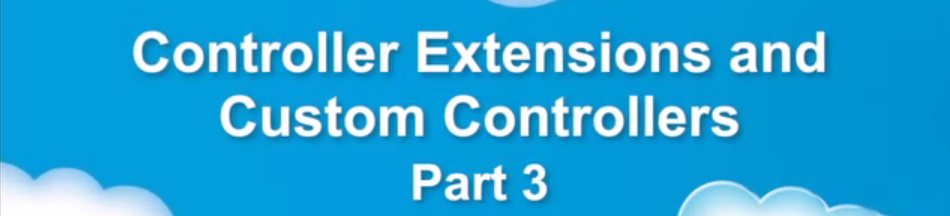 Controller Extensions and
Custom Controllers
Part 3